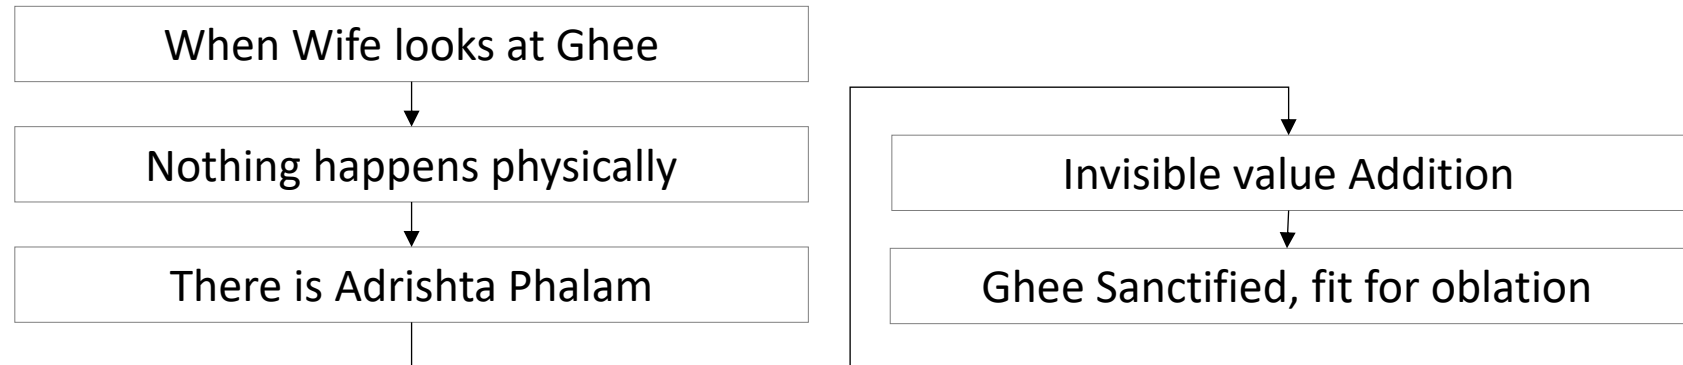 When Wife looks at Ghee
Nothing happens physically
There is Adrishta Phalam
Invisible value Addition
Ghee Sanctified, fit for oblation